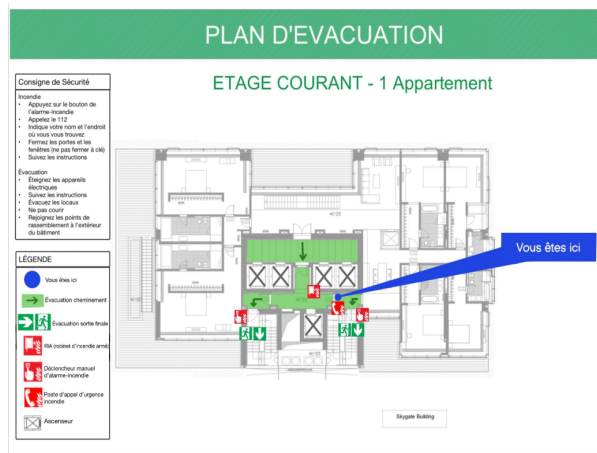 PLAN D'EVACUATION
ETAGE COURANT - 1 Appartement
Consigne de Sécurité
Incendie
• Appuyez sur le bouton de
l'alarme-incendie
• Appelez le 112
• Indique votre nom et l'endroit
où vous vous trouvez
• Fermez les portes et les
fenêtres (ne pas fermer à clé)
• Suivez les instructions
Évacuation
• Éteignez les appareils
électriques
• Suivez les instructions
• Évacuez les locaux
• Ne pas courir
• Rejoignez les points de
rassemblement à l'extérieur
du bâtiment
Vous êtes ici
LÉGENDE
Vous êtes ici
Évacuation cheminement
Évacuation sortie finale
RIA (robinet d'incendie armé)
Déclencheur manuel
d'alarme-incendie
Poste d'appel d'urgence
incendie
Ascenseur
Skygate Building